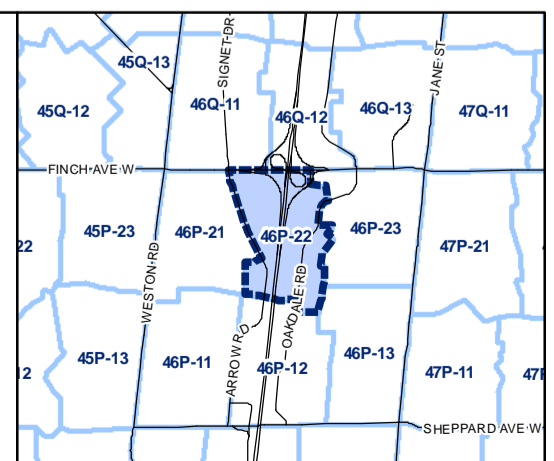 SIGNET DR
JANE ST
45Q-13
45Q-12
46Q-11
46Q-12
46Q-13
47Q-11
FINCH AVE W
22
45P-23
46P-21
46P-22
46P-23
47P-21
WESTON RD
OAKDALE RD
ARROW RD
12
45P-13
46P-11
46P-12
46P-13
47P-11
47P
SHEPPARD AVE W